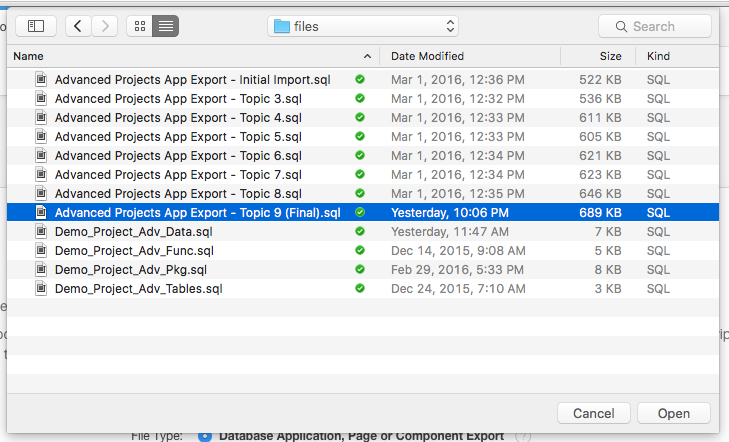 files
Search
Name Date Modified Size Kind
Advanced Projects App Export - Initial Import.sql Mar 1, 2016, 12:36 PM 522 KB SQL
Advanced Projects App Export - Topic 3.sql Mar 1, 2016, 12:32 PM 536 KB SQL
Advanced Projects App Export - Topic 4.sql Mar 1, 2016, 12:33 PM 611 KB SQL
Advanced Projects App Export - Topic 5.sql Mar 1, 2016, 12:33 PM 605 KB SQL
Advanced Projects App Export - Topic 6.sql Mar 1, 2016, 12:34 PM 621 KB SQL
Advanced Projects App Export - Topic 7.sql Mar 1, 2016, 12:34 PM 623 KB SQL
Advanced Projects App Export - Topic 8.sql Mar 1, 2016, 12:35 PM 646 KB SQL
Advanced Projects App Export - Topic 9 (Final).sql Yesterday, 10:06 PM 689 KB SQL
Demo_Project_Adv_Data.sql Yesterday, 11:47 AM 7 KB SQL
Demo_Project_Adv_Func.sql Dec 14, 2015, 9:08 AM 5 KB SQL
Demo_Project_Adv_Pkg.sql Feb 29, 2016, 5:33 PM 8 KB SQL
Demo_Project_Adv_Tables.sql Dec 24, 2015, 7:10 AM 3 KB SQL
Cancel Open
File Type: Database Application, Page or Component Export ?